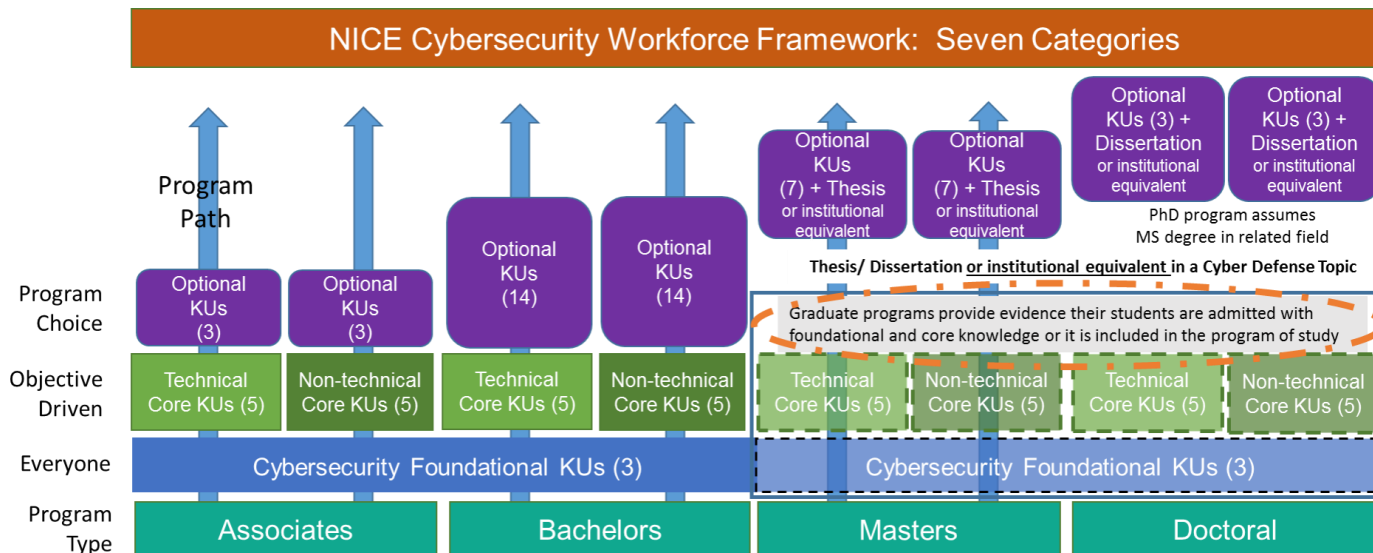 NICE Cybersecurity Workforce Framework: Seven Categories
Program
Path
Optional
KUs (3) +
Dissertation
or institutional
equivalent
Optional
KUs (3) +
Dissertation
or institutional
equivalent
Optional
KUs
(7) + Thesis
or institutional
equivalent
Optional
KUs
(7) + Thesis
or institutional
equivalent
PhD program assumes
MS degree in related field
Thesis/ Dissertation or institutional equivalent in a Cyber Defense Topic
Program
Choice
Optional
KUs
(3)
Optional
KUs
(3)
Optional
KUs
(14)
Optional
KUs
(14)
Graduate programs provide evidence their students are admitted with
foundational and core knowledge or it is included in the program of study
Objective
Driven
Technical
Core KUs (5)
Non-technical
Core KUs (5)
Technical
Core KUs (5)
Non-technical
Core KUs (5)
Technical
Core KUs (5)
Non-technical
Core KUs (5)
Technical
Core KUs (5)
Non-technical
Core KUs (5)
Everyone
Cybersecurity Foundational KUs (3)
Cybersecurity Foundational KUs (3)
Program
Type
Associates
Bachelors
Masters
Doctoral